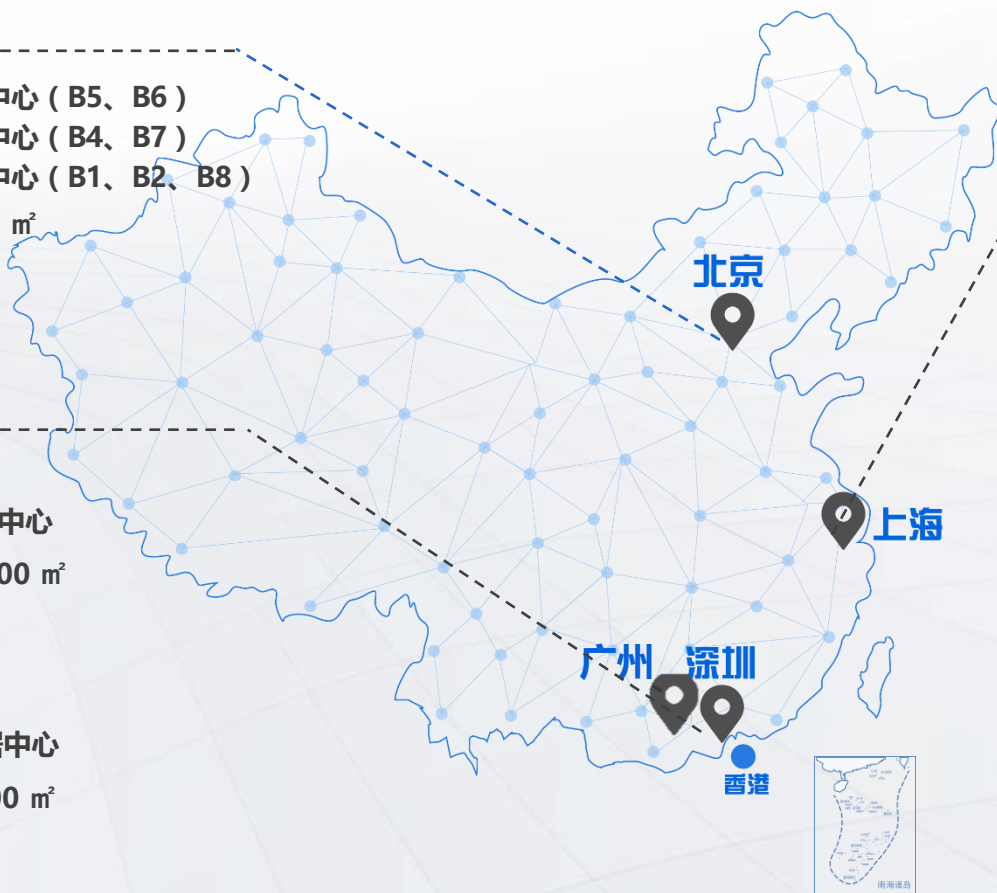 中心（B5、B6）
中心（B4、B7）
中心（B1、B2、B8）
㎡
北京
中心
00 ㎡
上海
广州 深圳
中心
00 ㎡
香港
南海诸岛